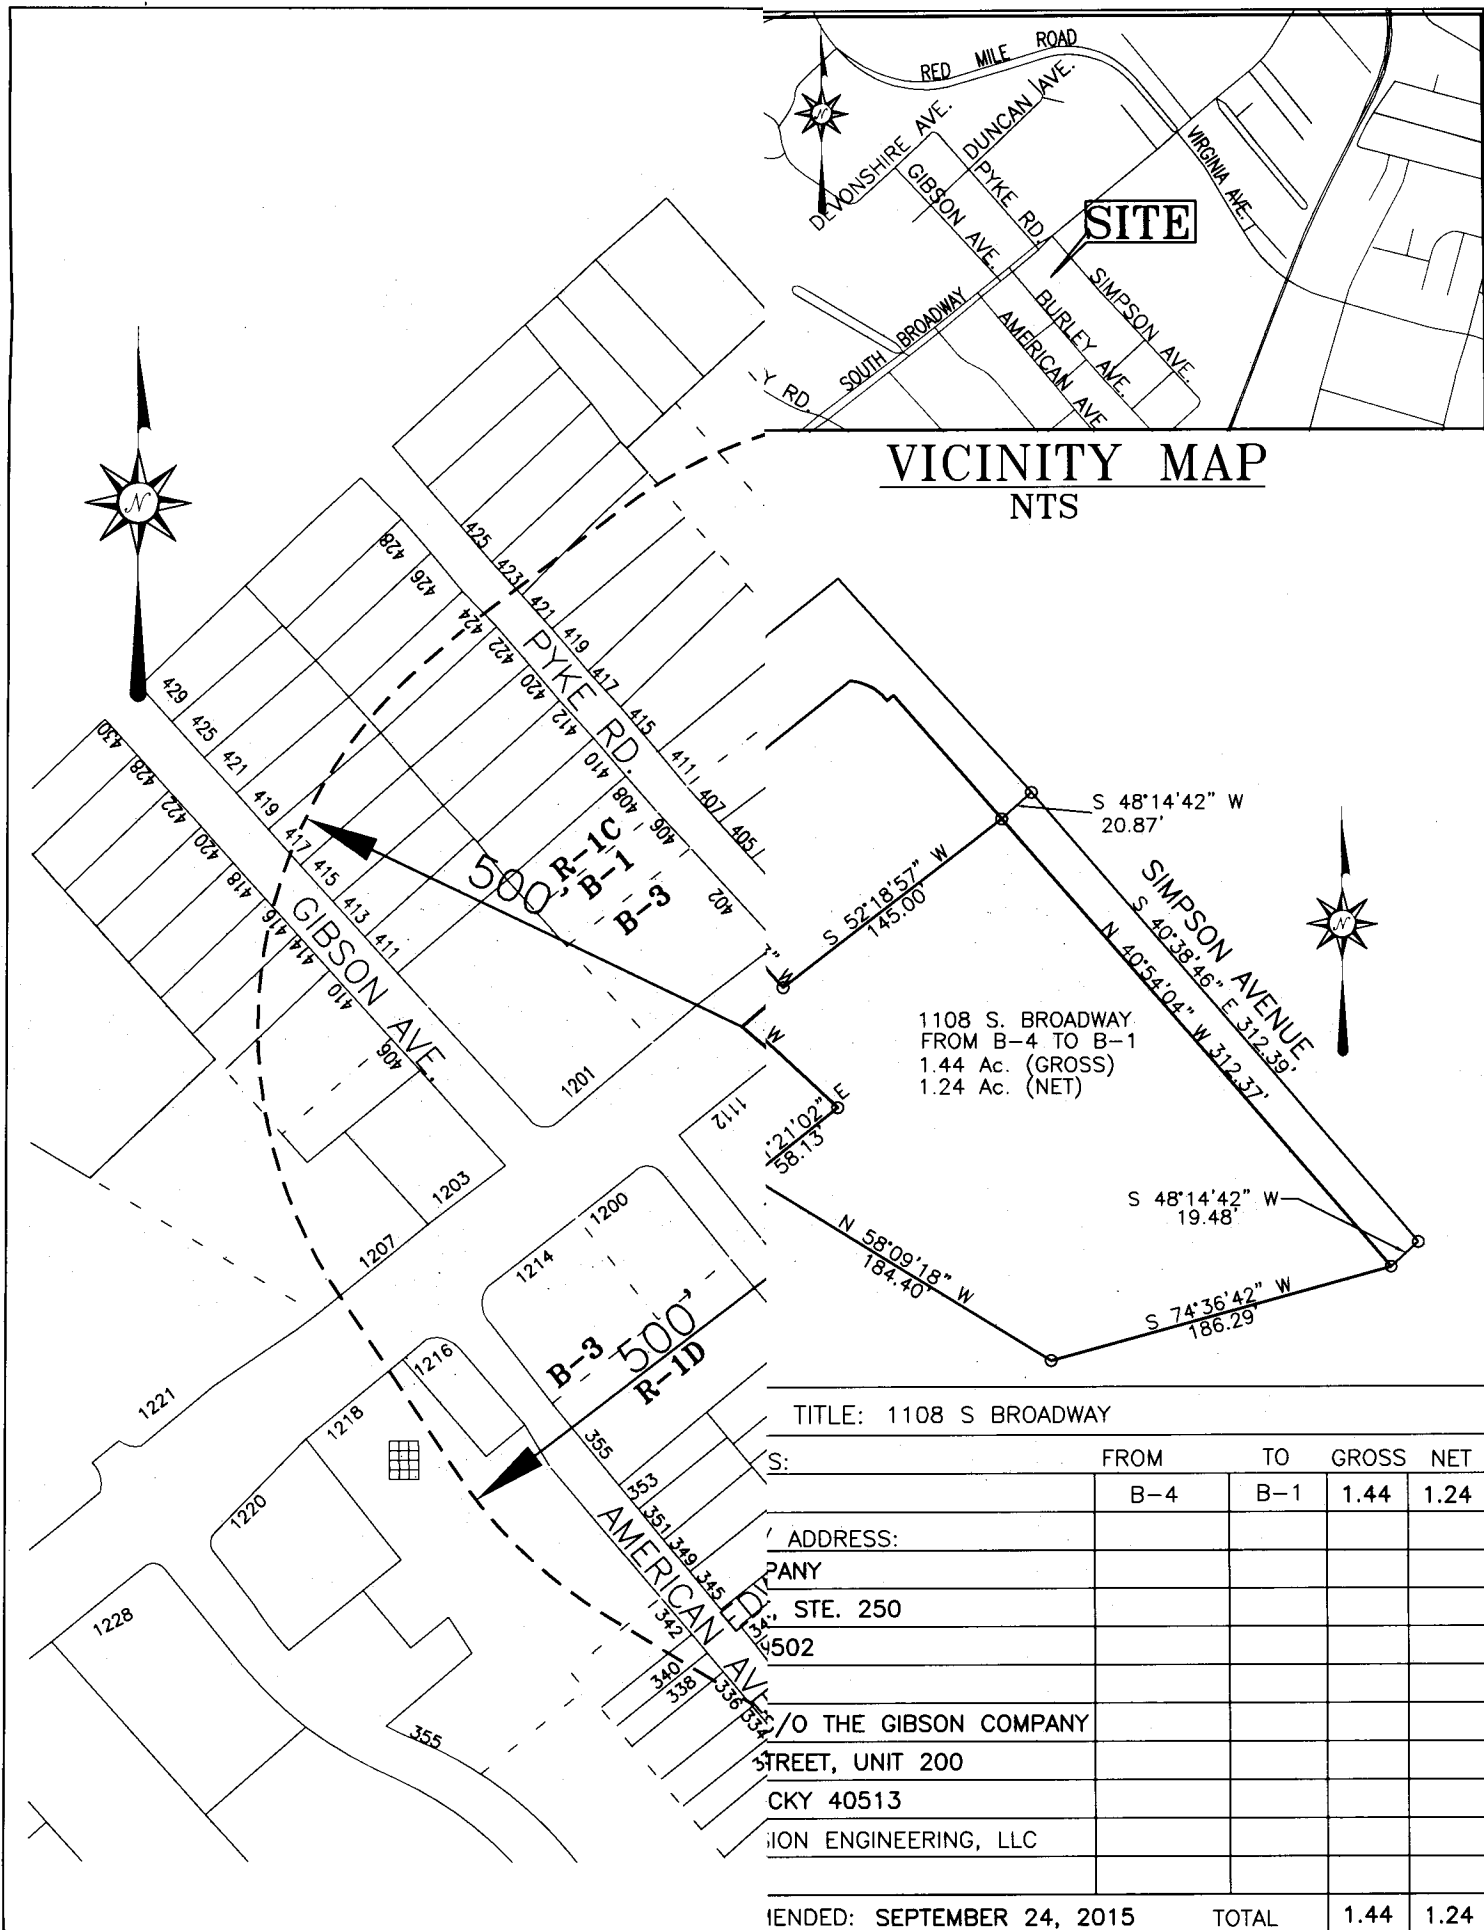 RED MILE ROAD
DEVONSHIRE AVE.
DUNCAN AVE.
GIBSON AVE.
PYKE RD.
VIRGINIA AVE.
SITE
SIMPSON AVE.
BURLEY AVE.
AMERICAN AVE
SOUTH BROADWAY
Y RD.
VICINITY MAP
NTS
N
N
N
425
423
421
419
417
415
411
407
405
PYKE RD.
428
426
424
422
420
412
410
408
406
402
429
425
421
419
417
415
413
411
GIBSON AVE.
430
428
422
420
418
416
414
410
406
500'
R-1C
B-1
B-3
1201
1112
1203
1207
1200
1214
1216
1218
1220
1221
1228
B-3
500'
R-1D
355
353
351
349
345
AMERICAN AVE
342
340
338
336
334
355
S 48°14'42" W
20.87'
S 52°18'57" W
145.00'
SIMPSON AVENUE
S 40°38'46" E 312.39'
N 40°54'04" W 312.37'
1108 S. BROADWAY
FROM B-4 TO B-1
1.44 Ac. (GROSS)
1.24 Ac. (NET)
W
W
E
21'02"
58.13'
S 48°14'42" W
19.48'
N 58°09'18" W
184.40'
S 74°36'42" W
186.29'
TITLE: 1108 S BROADWAY
S: FROM TO GROSS NET
B-4 B-1 1.44 1.24
ADDRESS:
PANY
, STE. 250
502
/O THE GIBSON COMPANY
TREET, UNIT 200
CKY 40513
ION ENGINEERING, LLC
ENDED: SEPTEMBER 24, 2015 TOTAL 1.44 1.24